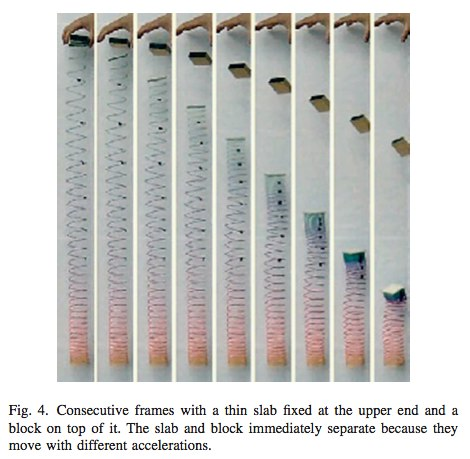 Fig. 4. Consecutive frames with a thin slab fixed at the upper end and a
block on top of it. The slab and block immediately separate because they
move with different accelerations.